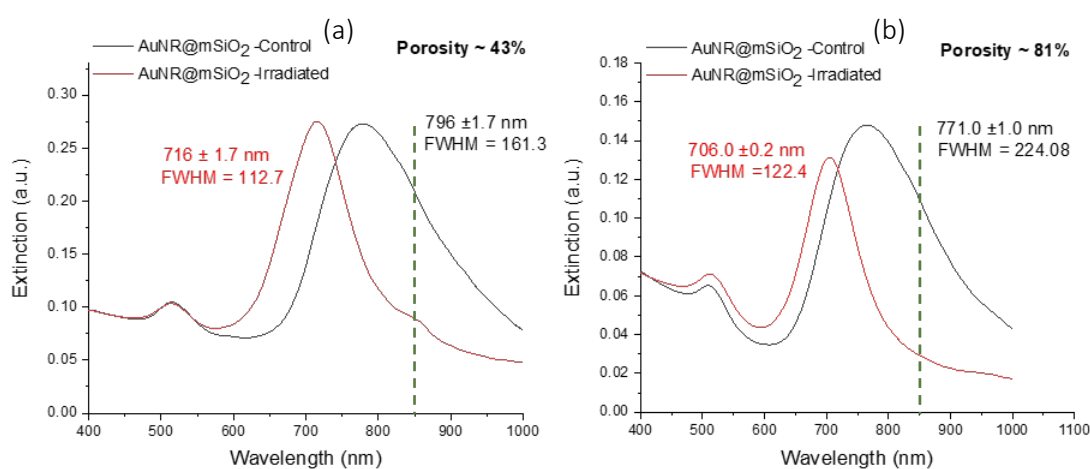 (a)
AuNR@mSiO2 -Control
AuNR@mSiO2 -Irradiated
Porosity ~ 43%
0.30
0.25
0.20
0.15
0.10
0.05
0.00
Extinction (a.u.)
716 ± 1.7 nm
FWHM = 112.7
796 ±1.7 nm
FWHM = 161.3
400 500 600 700 800 900 1000
Wavelength (nm)
(b)
AuNR@mSiO2 -Control
AuNR@mSiO2 -Irradiated
Porosity ~ 81%
0.18
0.16
0.14
0.12
0.10
0.08
0.06
0.04
0.02
0.00
Extinction (a.u.)
706.0 ±0.2 nm
FWHM =122.4
771.0 ±1.0 nm
FWHM = 224.08
400 500 600 700 800 900 1000 1100
Wavelength (nm)